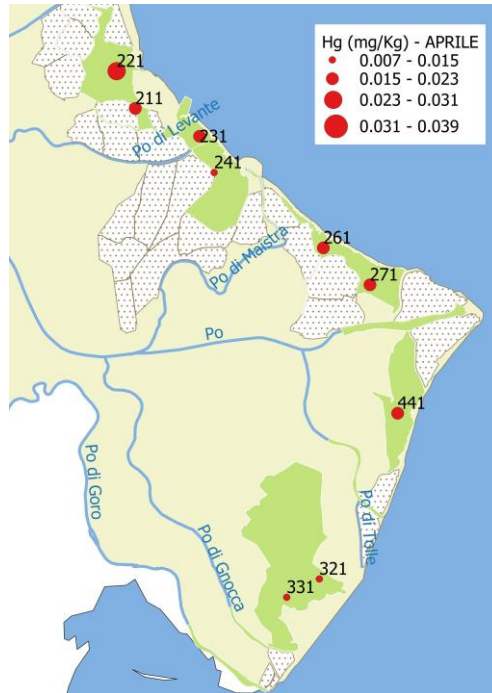 Hg (mg/Kg) - APRILE
0.007 - 0.015
0.015 - 0.023
0.023 - 0.031
0.031 - 0.039
221
211
Po di Levante
231
241
261
Po di Maistra
271
Po
441
Po di Goro
Po di Gnocca
Po di Tolle
321
331